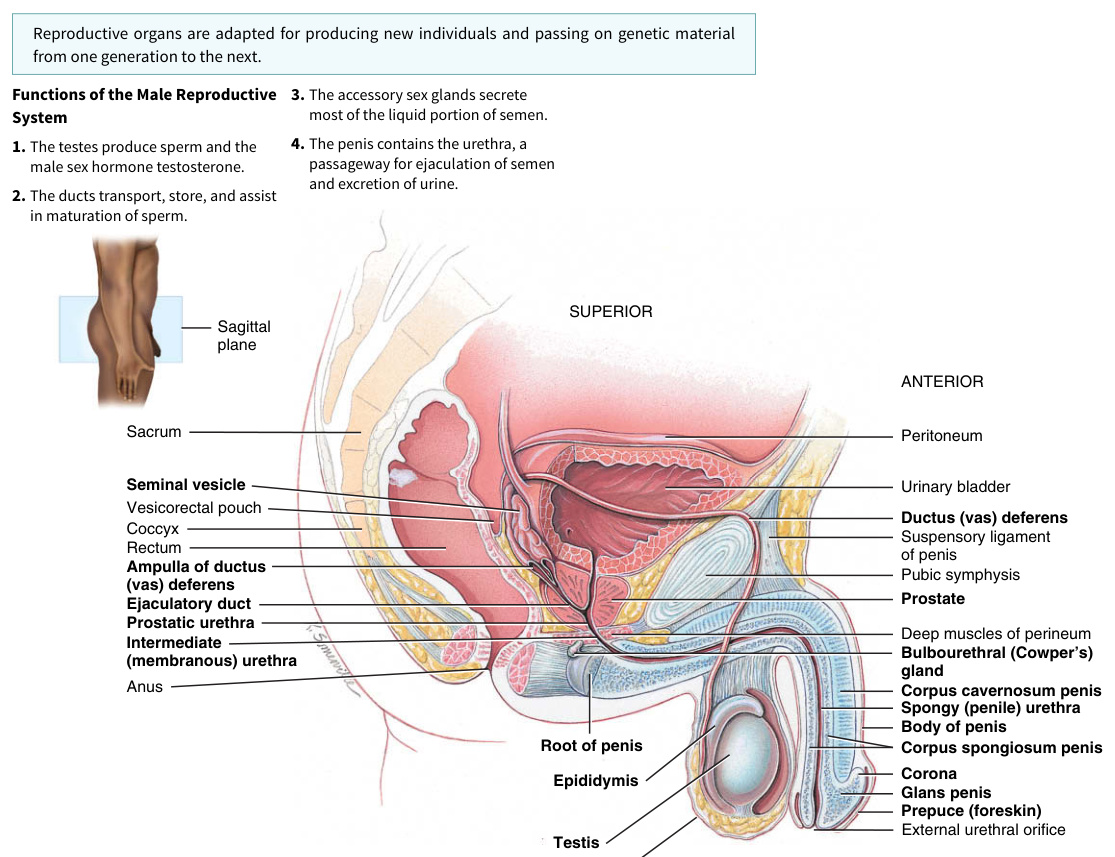 Reproductive organs are adapted for producing new individuals and passing on genetic material
from one generation to the next.
Functions of the Male Reproductive
System
1. The testes produce sperm and the
male sex hormone testosterone.
2. The ducts transport, store, and assist
in maturation of sperm.
3. The accessory sex glands secrete
most of the liquid portion of semen.
4. The penis contains the urethra, a
passageway for ejaculation of semen
and excretion of urine.
Sagittal
plane
SUPERIOR
ANTERIOR
Sacrum
Seminal vesicle
Vesicorectal pouch
Coccyx
Rectum
Ampulla of ductus
(vas) deferens
Ejaculatory duct
Prostatic urethra
Intermediate
(membranous) urethra
Anus
Peritoneum
Urinary bladder
Ductus (vas) deferens
Suspensory ligament
of penis
Pubic symphysis
Prostate
Deep muscles of perineum
Bulbourethral (Cowper's)
gland
Corpus cavernosum penis
Spongy (penile) urethra
Body of penis
Corpus spongiosum penis
Corona
Glans penis
Prepuce (foreskin)
External urethral orifice
Root of penis
Epididymis
Testis